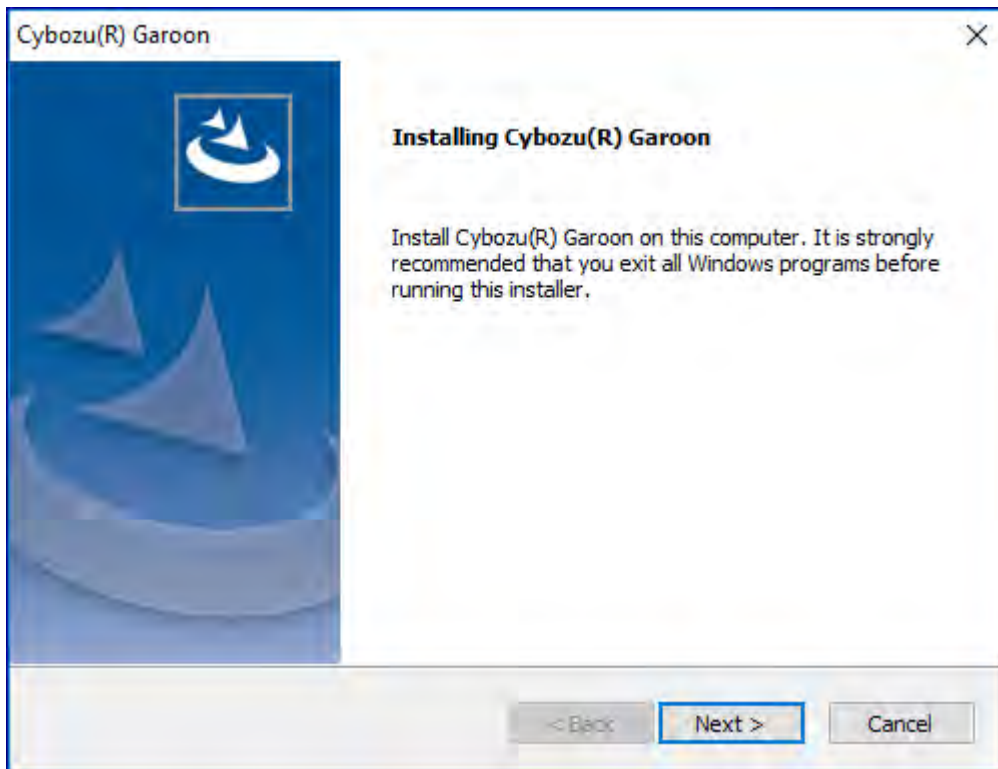 Cybozu(R) Garoon
Installing Cybozu(R) Garoon
Install Cybozu(R) Garoon on this computer. It is strongly
recommended that you exit all Windows programs before
running this installer.
< Back Next > Cancel